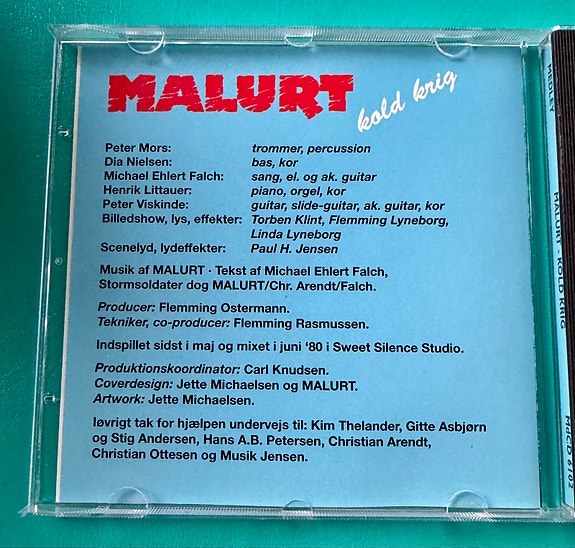 MALURT
kold krig
Peter Mors: trommer, percussion
Dia Nielsen: bas, kor
Michael Ehlert Falch: sang, el. og ak. guitar
Henrik Littauer: piano, orgel, kor
Peter Viskinde: guitar, slide-guitar, ak. guitar, kor
Billedshow, lys, effekter: Torben Klint, Flemming Lyneborg,
Linda Lyneborg
Scenelyd, lydeffekter: Paul H. Jensen
Musik af MALURT · Tekst af Michael Ehlert Falch,
Stormsoldater dog MALURT/Chr. Arendt/Falch.
Producer: Flemming Ostermann.
Tekniker, co-producer: Flemming Rasmussen.
Indspillet sidst i maj og mixet i juni '80 i Sweet Silence Studio.
Produktionskoordinator: Carl Knudsen.
Coverdesign: Jette Michaelsen og MALURT.
Artwork: Jette Michaelsen.
Iøvrigt tak for hjælpen undervejs til: Kim Thelander, Gitte Asbjørn
og Stig Andersen, Hans A.B. Petersen, Christian Arendt,
Christian Ottesen og Musik Jensen.
MEDLEY
MALURT - KOLD KRIG
MdCD 6102